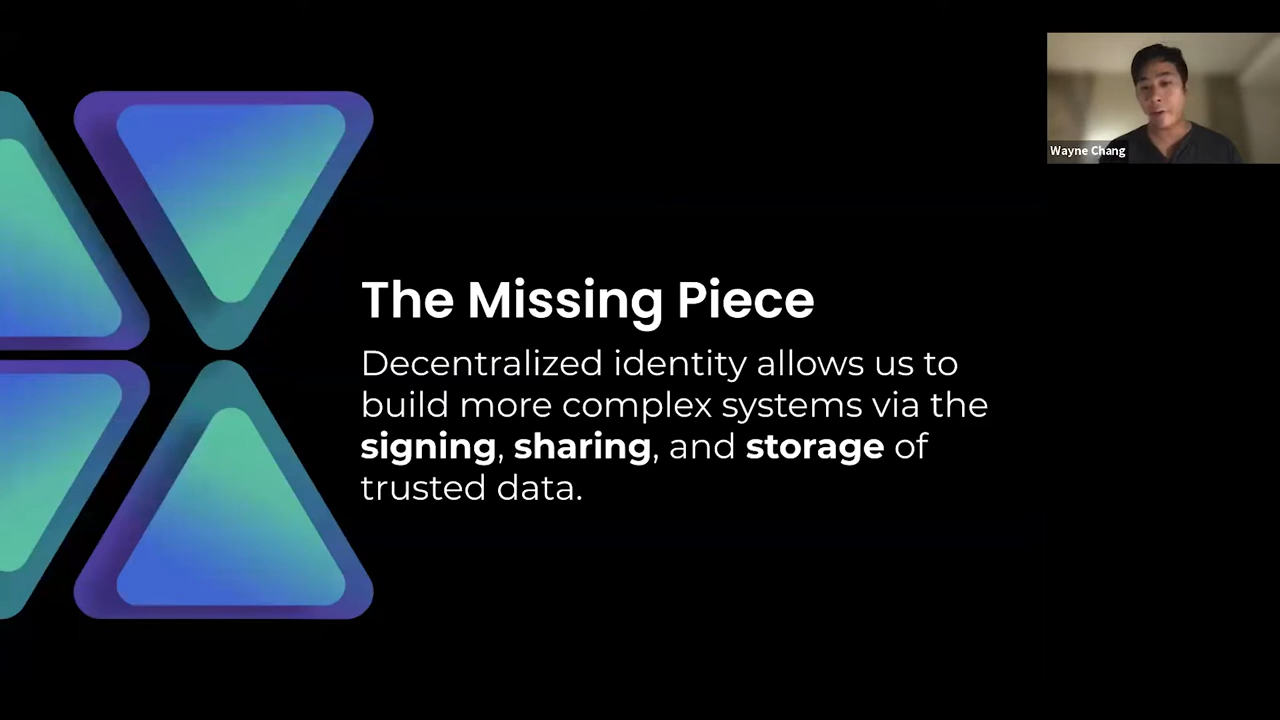 Wayne Chang
The Missing Piece
Decentralized identity allows us to
build more complex systems via the
signing, sharing, and storage of
trusted data.